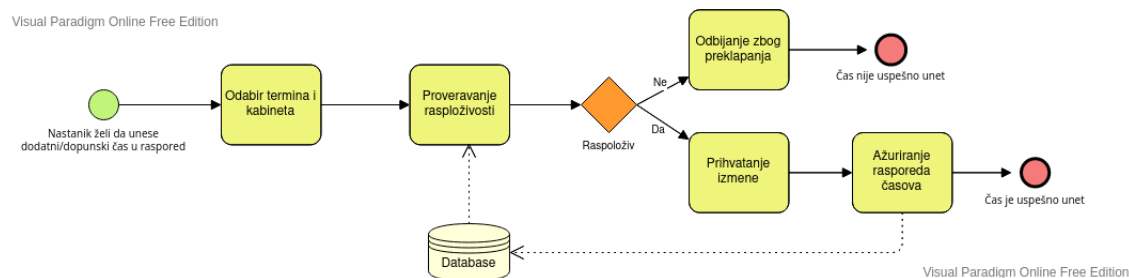 Visual Paradigm Online Free Edition
Nastanik želi da unese
dodatni/dopunski čas u raspored
Odabir termina i
kabineta
Proveravanje
rasploživosti
Raspoloživ
Ne
Da
Odbijanje zbog
preklapanja
Čas nije uspešno unet
Prihvatanje
izmene
Ažuriranje
rasporeda
časova
Čas je uspešno unet
Database
Visual Paradigm Online Free Edition